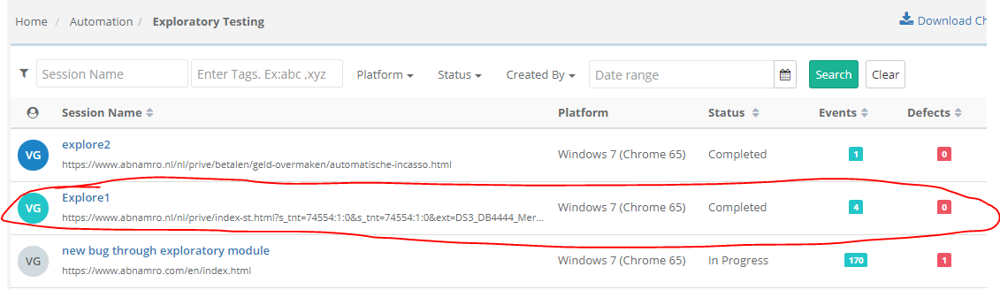 Home / Automation / Exploratory Testing
Download Ch
Session Name Enter Tags. Ex:abc ,xyz Platform Status Created By Date range Search Clear
Session Name Platform Status Events Defects
VG explore2 Windows 7 (Chrome 65) Completed 1 0
https://www.abnamro.nl/nl/prive/betalen/geld-overmaken/automatische-incasso.html
VG Explore1 Windows 7 (Chrome 65) Completed 4 0
https://www.abnamro.nl/nl/prive/index-st.html?s_tnt=74554:1:0&s_tnt=74554:1:0&ext=DS3_DB4444_Mer...
VG new bug through exploratory module Windows 7 (Chrome 65) In Progress 170 1
https://www.abnamro.com/en/index.html